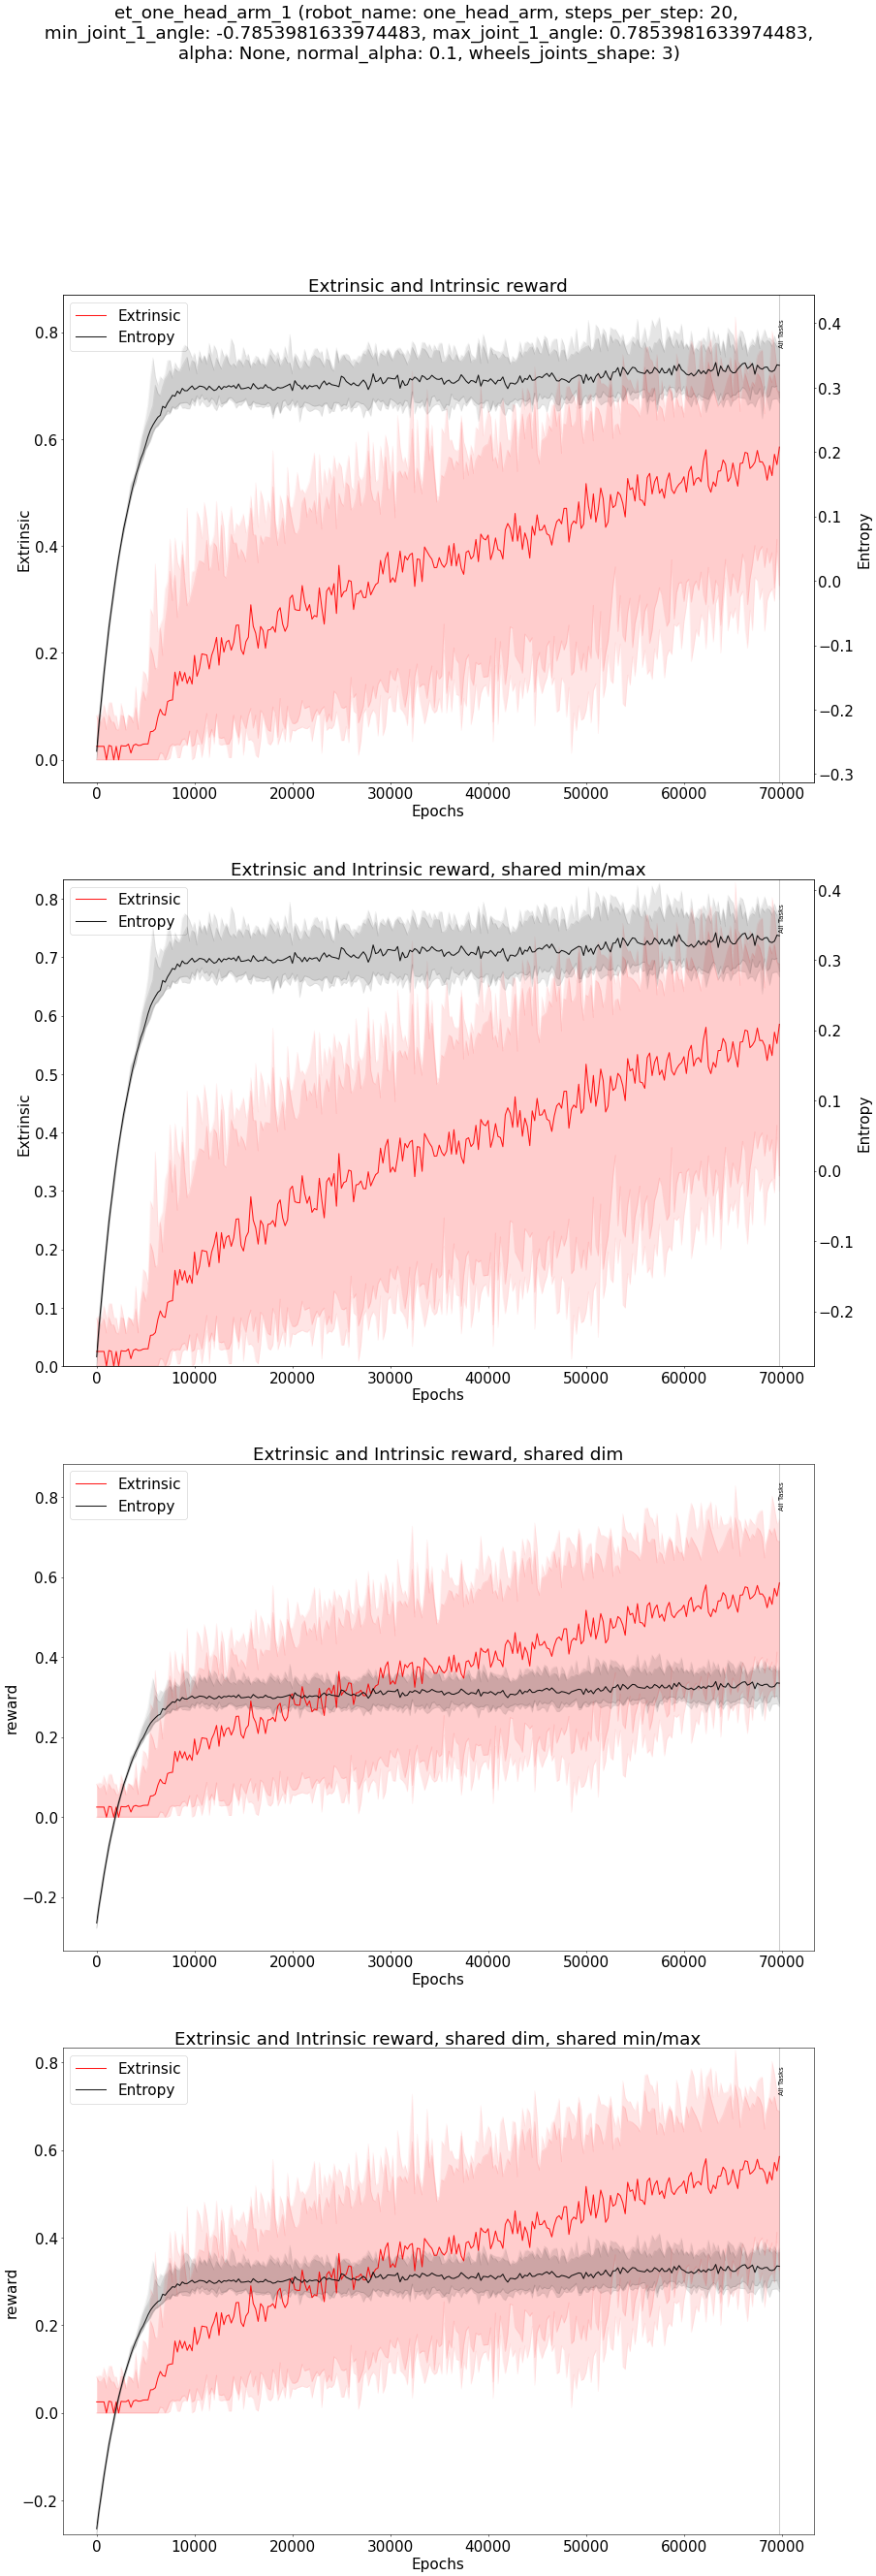 et_one_head_arm_1 (robot_name: one_head_arm, steps_per_step: 20,
min_joint_1_angle: -0.7853981633974483, max_joint_1_angle: 0.7853981633974483,
alpha: None, normal_alpha: 0.1, wheels_joints_shape: 3)
Extrinsic and Intrinsic reward
Extrinsic
Entropy
All Tasks
0.8
0.6
0.4
0.2
0.0
Extrinsic
0.4
0.3
0.2
0.1
0.0
−0.1
−0.2
−0.3
Entropy
0 10000 20000 30000 40000 50000 60000 70000
Epochs
Extrinsic and Intrinsic reward, shared min/max
Extrinsic
Entropy
All Tasks
0.8
0.7
0.6
0.5
0.4
0.3
0.2
0.1
0.0
Extrinsic
0.4
0.3
0.2
0.1
0.0
−0.1
−0.2
Entropy
0 10000 20000 30000 40000 50000 60000 70000
Epochs
Extrinsic and Intrinsic reward, shared dim
Extrinsic
Entropy
All Tasks
0.8
0.6
0.4
0.2
0.0
−0.2
reward
0 10000 20000 30000 40000 50000 60000 70000
Epochs
Extrinsic and Intrinsic reward, shared dim, shared min/max
Extrinsic
Entropy
All Tasks
0.8
0.6
0.4
0.2
0.0
−0.2
reward
0 10000 20000 30000 40000 50000 60000 70000
Epochs